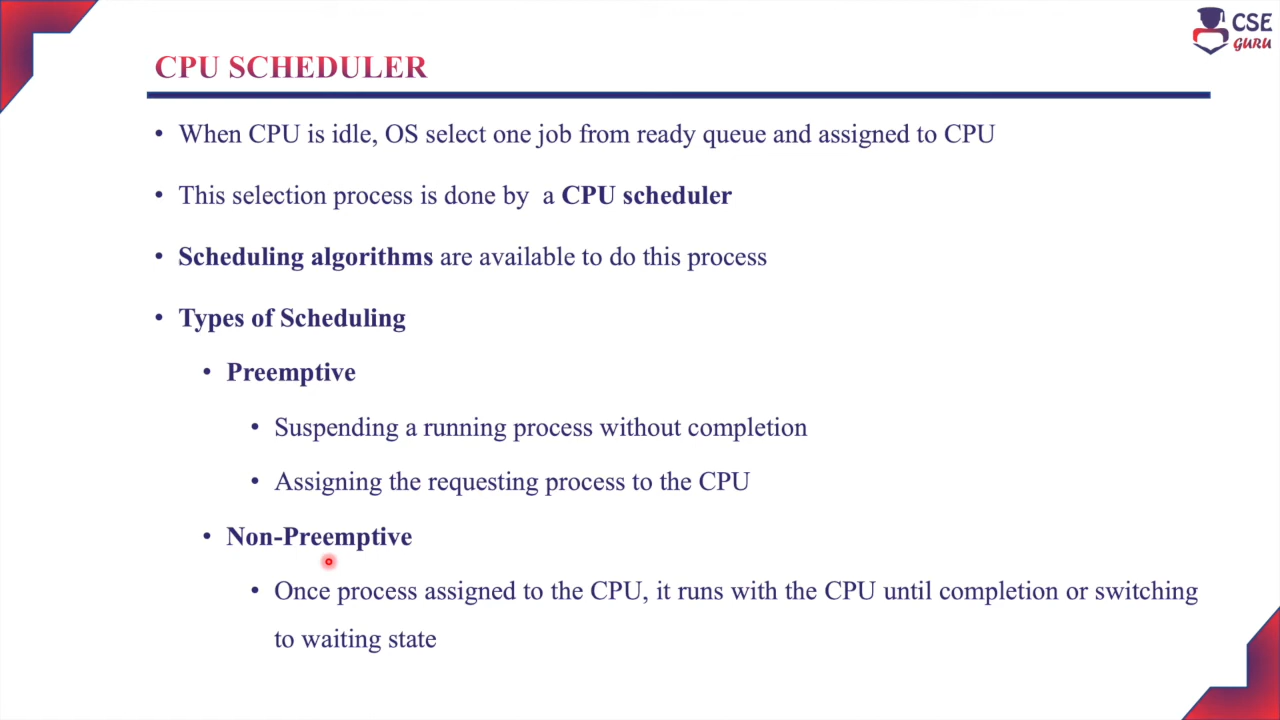 CSE
GURU
CPU SCHEDULER
• When CPU is idle, OS select one job from ready queue and assigned to CPU
• This selection process is done by a CPU scheduler
• Scheduling algorithms are available to do this process
• Types of Scheduling
• Preemptive
• Suspending a running process without completion
• Assigning the requesting process to the CPU
• Non-Preemptive
• Once process assigned to the CPU, it runs with the CPU until completion or switching
to waiting state